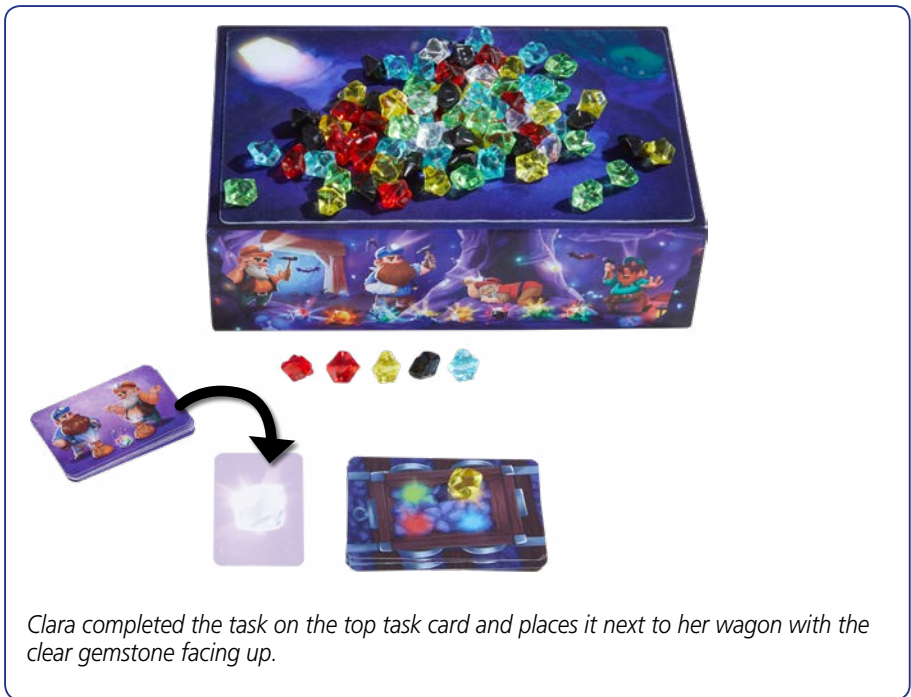 Clara completed the task on the top task card and places it next to her wagon with the
clear gemstone facing up.